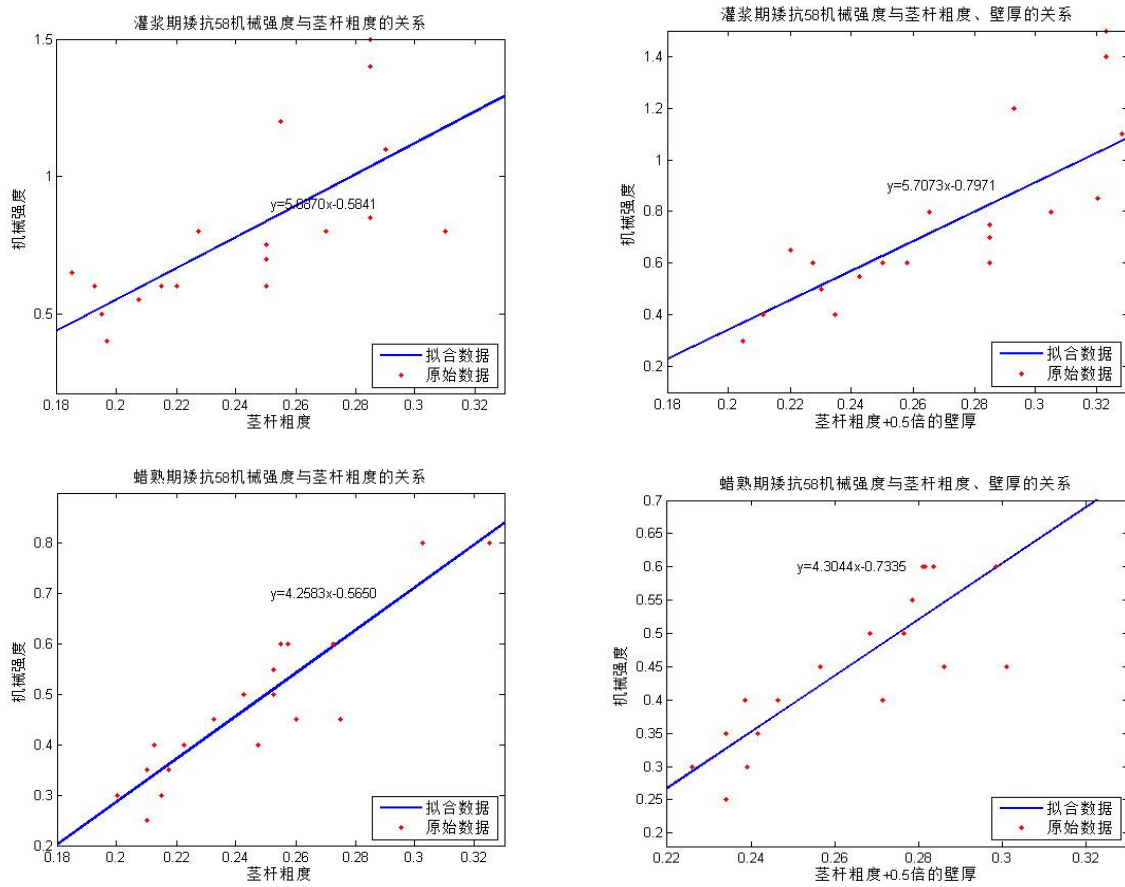 灌浆期矮抗58机械强度与茎杆粗度的关系
1.5
1
0.5
机械强度
y=5.6870x-0.5841
拟合数据
原始数据
0.18 0.2 0.22 0.24 0.26 0.28 0.3 0.32
茎杆粗度
灌浆期矮抗58机械强度与茎杆粗度、壁厚的关系
1.4
1.2
1
0.8
0.6
0.4
0.2
机械强度
y=5.7073x-0.7971
拟合数据
原始数据
0.18 0.2 0.22 0.24 0.26 0.28 0.3 0.32
茎杆粗度+0.5倍的壁厚
蜡熟期矮抗58机械强度与茎杆粗度的关系
0.8
0.7
0.6
0.5
0.4
0.3
0.2
机械强度
y=4.2583x-0.5650
拟合数据
原始数据
0.18 0.2 0.22 0.24 0.26 0.28 0.3 0.32
茎杆粗度
蜡熟期矮抗58机械强度与茎杆粗度、壁厚的关系
0.7
0.65
0.6
0.55
0.5
0.45
0.4
0.35
0.3
0.25
0.2
机械强度
y=4.3044x-0.7335
拟合数据
原始数据
0.22 0.24 0.26 0.28 0.3 0.32
茎杆粗度+0.5倍的壁厚